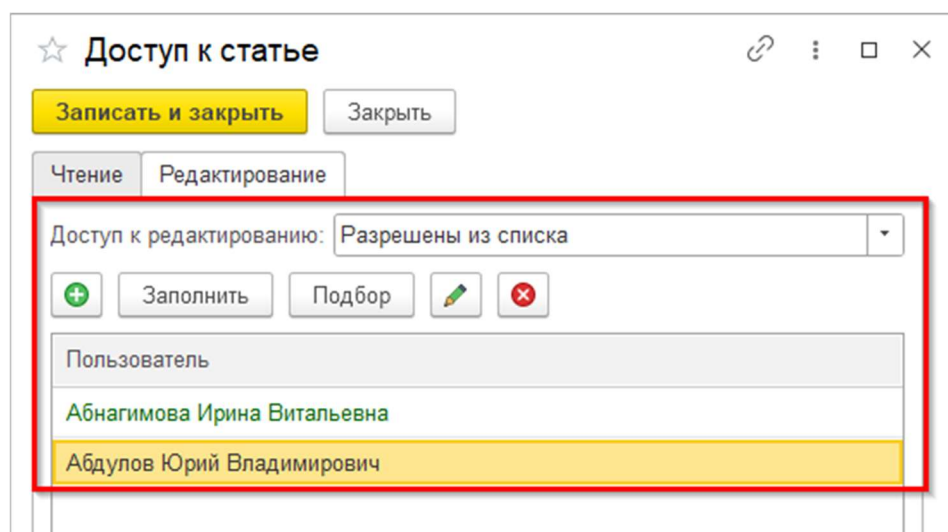 Доступ к статье
Записать и закрыть Закрыть
Чтение Редактирование
Доступ к редактированию: Разрешены из списка
Заполнить Подбор
Пользователь
Абнагимова Ирина Витальевна
Абдулов Юрий Владимирович